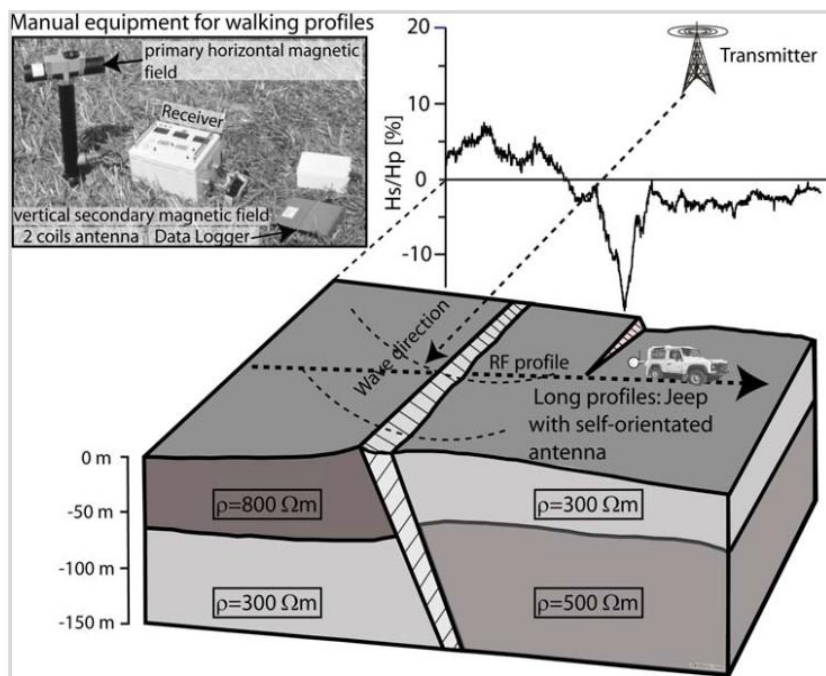 Manual equipment for walking profiles
primary horizontal magnetic
field
Receiver
vertical secondary magnetic field
2 coils antenna
Data Logger
20
10
0
-10
Hs/Hp [%]
Transmitter
Wave direction
RF profile
Long profiles: Jeep
with self-orientated
antenna
0 m
-50 m
-100 m
-150 m
ρ=800 Ωm
ρ=300 Ωm
ρ=300 Ωm
ρ=500 Ωm